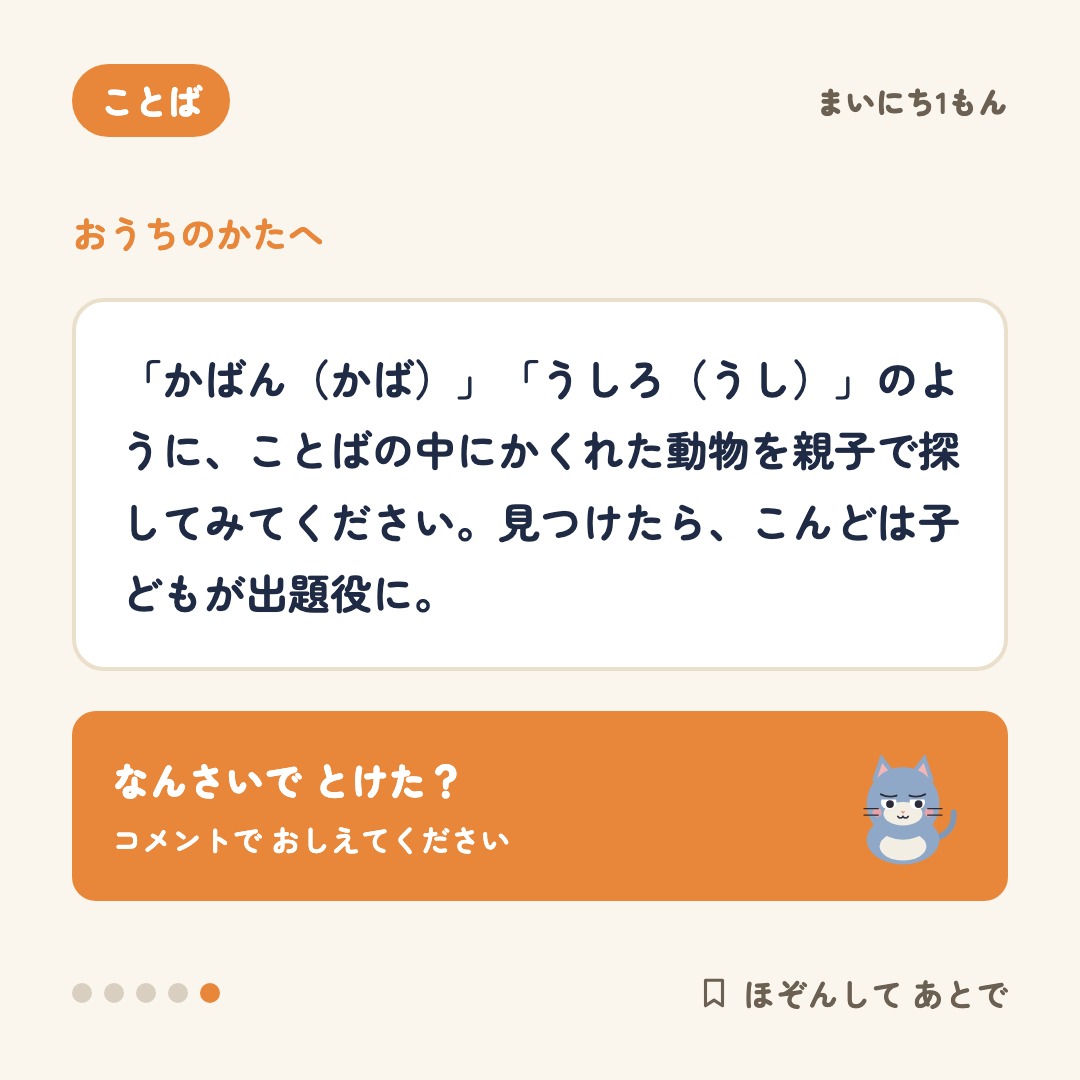 ことば
まいにち1もん
おうちのかたへ
「かばん（かば）」「うしろ（うし）」のよ
うに、ことばの中にかくれた動物を親子で探
してみてください。見つけたら、こんどは子
どもが出題役に。
なんさいで とけた？
コメントで おしえてください
ほぞんして あとで